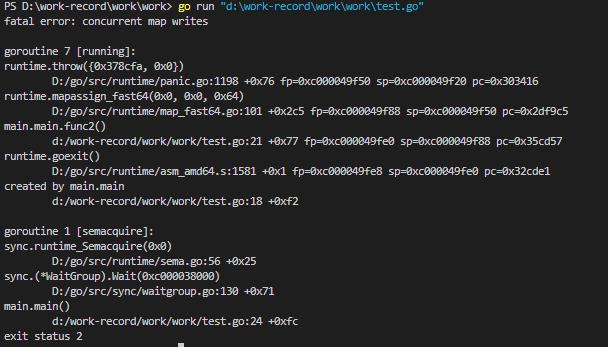 PS D:\work-record\work\work> go run "d:\work-record\work\work\test.go"
fatal error: concurrent map writes
goroutine 7 [running]:
runtime.throw({0x378cfa, 0x0})
D:/go/src/runtime/panic.go:1198 +0x76 fp=0xc000049f50 sp=0xc000049f20 pc=0x303416
runtime.mapassign_fast64(0x0, 0x0, 0x64)
D:/go/src/runtime/map_fast64.go:101 +0x2c5 fp=0xc000049f88 sp=0xc000049f50 pc=0x2df9c5
main.main.func2()
d:/work-record/work/work/test.go:21 +0x77 fp=0xc000049fe0 sp=0xc000049f88 pc=0x35cd57
runtime.goexit()
D:/go/src/runtime/asm_amd64.s:1581 +0x1 fp=0xc000049fe8 sp=0xc000049fe0 pc=0x32cde1
created by main.main
d:/work-record/work/work/test.go:18 +0xf2
goroutine 1 [semacquire]:
sync.runtime_Semacquire(0x0)
D:/go/src/runtime/sema.go:56 +0x25
sync.(*WaitGroup).Wait(0xc000038000)
D:/go/src/sync/waitgroup.go:130 +0x71
main.main()
d:/work-record/work/work/test.go:24 +0xfc
exit status 2